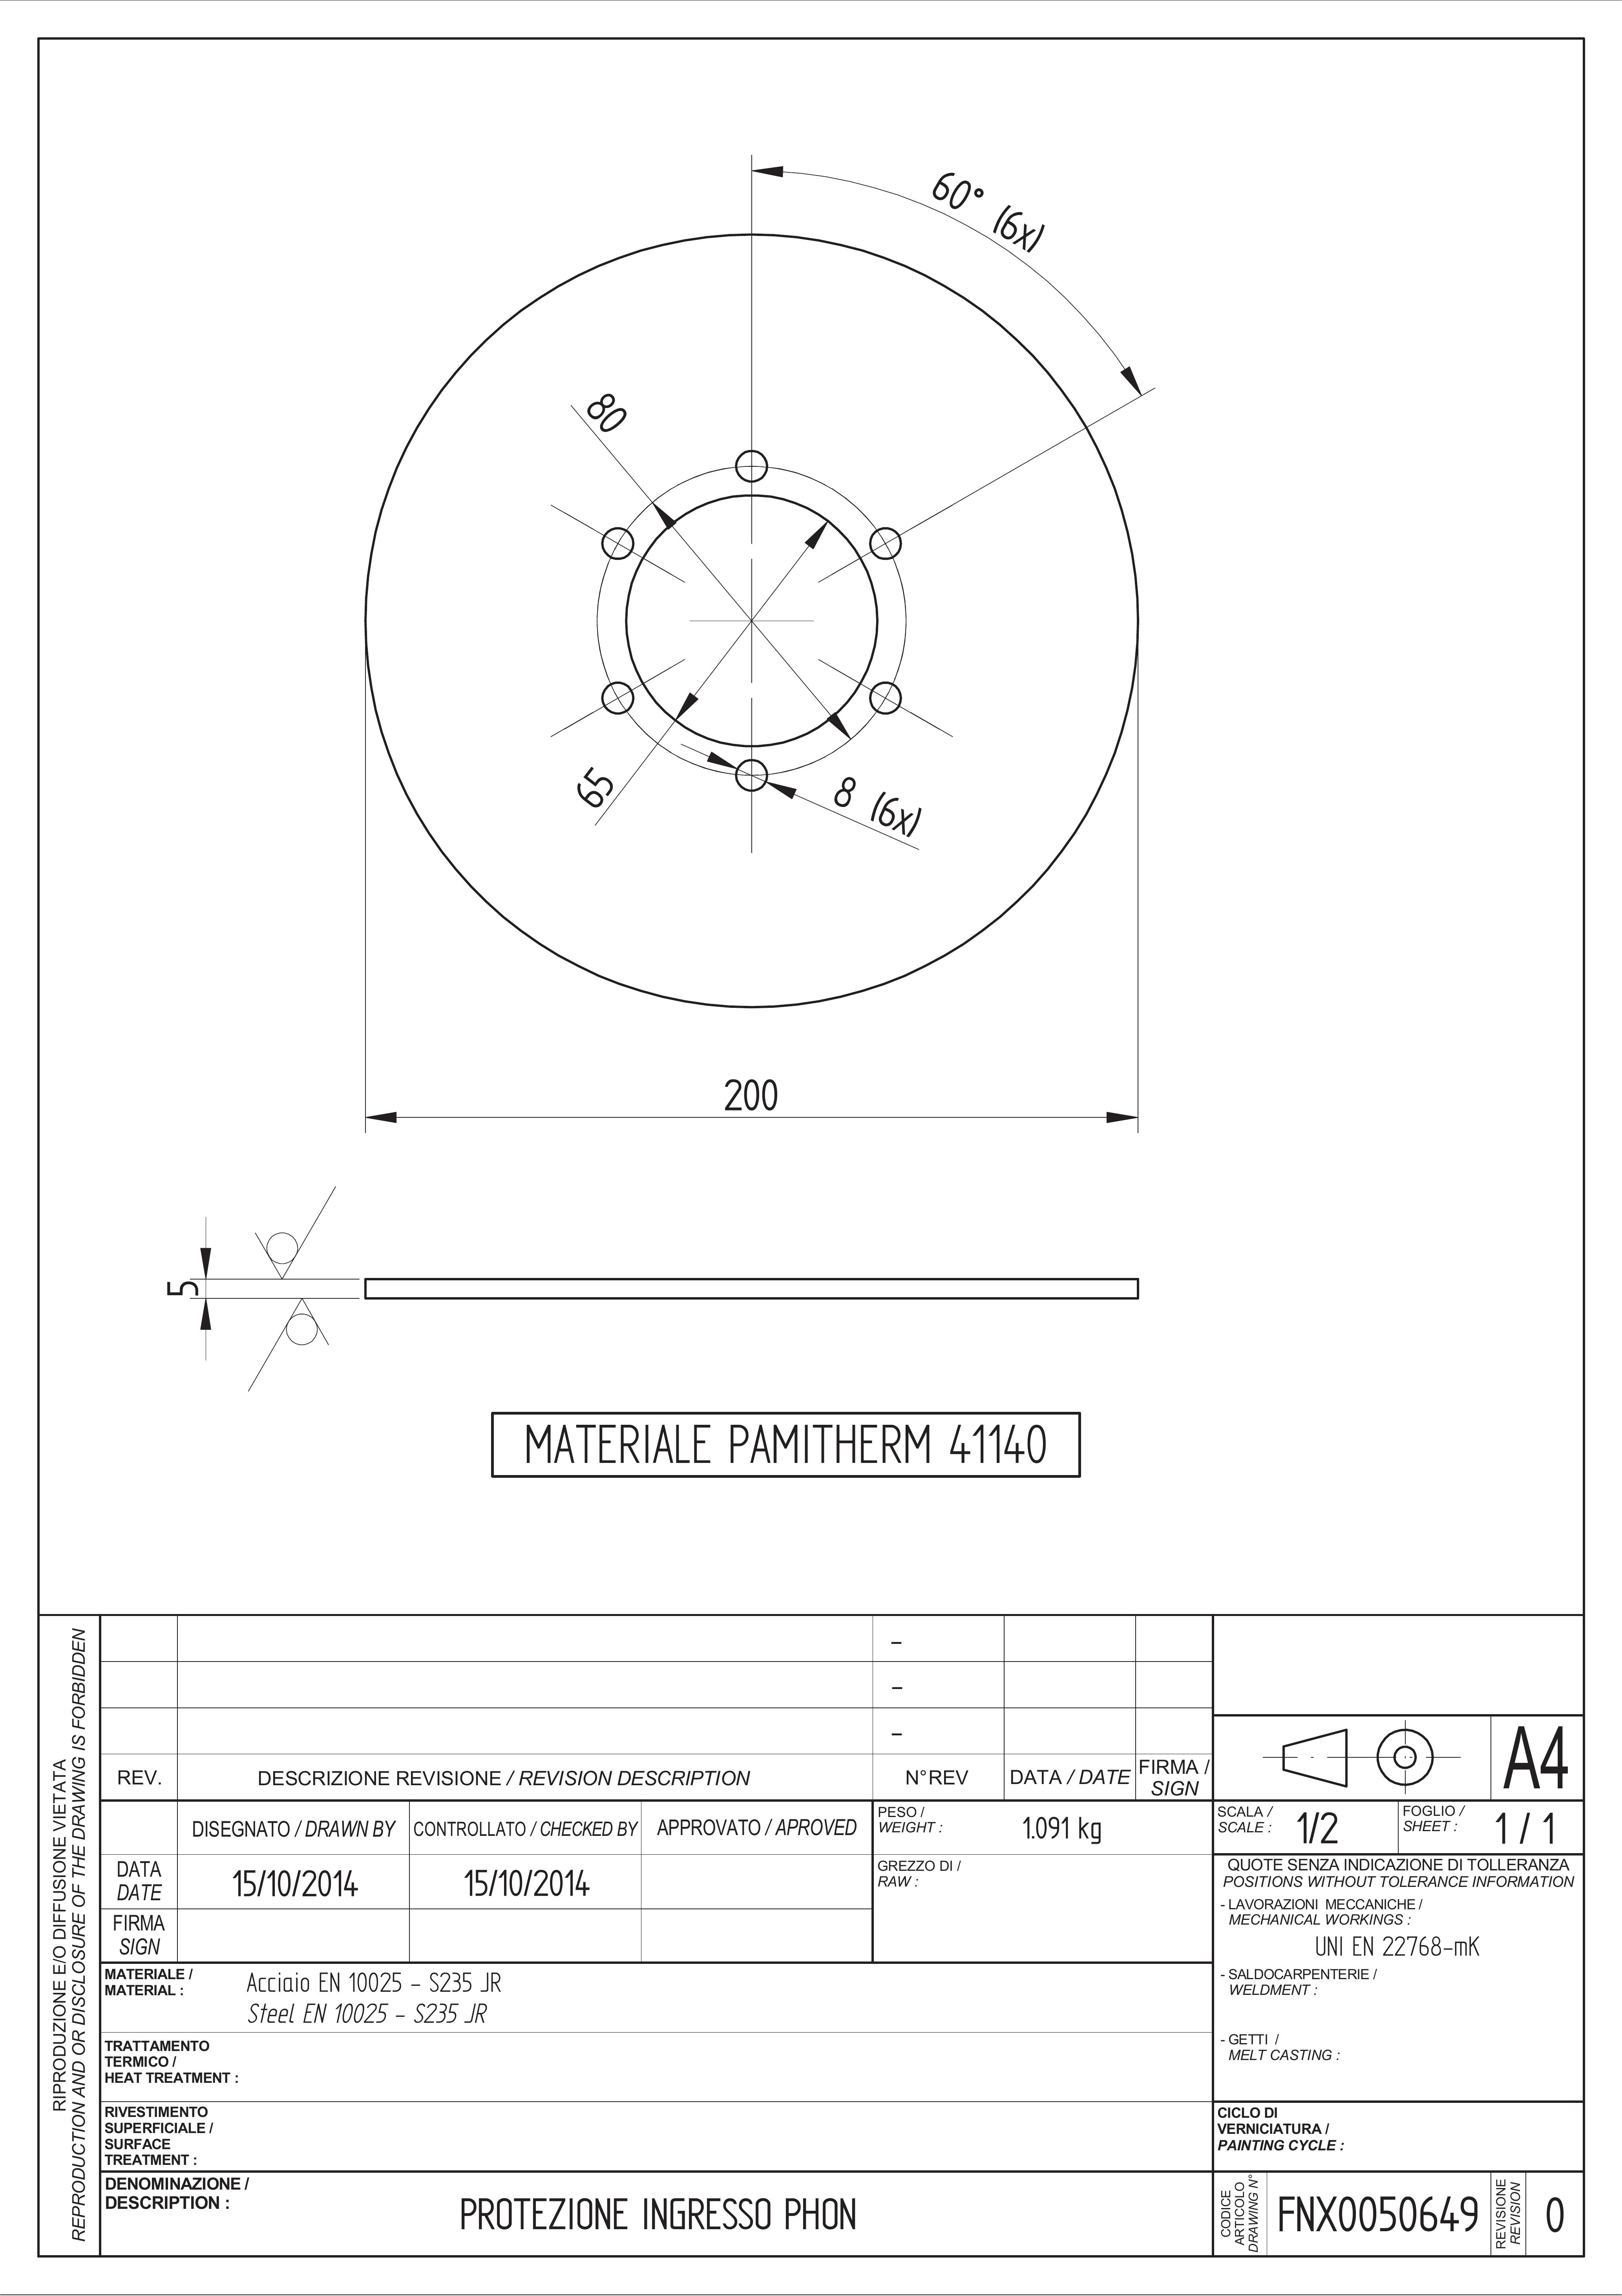 60° (6x)
80
65
8 (6x)
200
5
MATERIALE PAMITHERM 41140
RIPRODUZIONE E/O DIFFUSIONE VIETATA
REPRODUCTION AND OR DISCLOSURE OF THE DRAWING IS FORBIDDEN
–
–
–
REV.
DESCRIZIONE REVISIONE / REVISION DESCRIPTION
N°REV
DATA / DATE
FIRMA /
SIGN
A4
DISEGNATO / DRAWN BY
CONTROLLATO / CHECKED BY
APPROVATO / APROVED
PESO /
WEIGHT :
1.091 kg
SCALA /
SCALE :
1/2
FOGLIO /
SHEET :
1 / 1
DATA
DATE
15/10/2014
15/10/2014
GREZZO DI /
RAW :
FIRMA
SIGN
QUOTE SENZA INDICAZIONE DI TOLLERANZA
POSITIONS WITHOUT TOLERANCE INFORMATION
- LAVORAZIONI MECCANICHE /
MECHANICAL WORKINGS :
UNI EN 22768-mK
- SALDOCARPENTERIE /
WELDMENT :
- GETTI /
MELT CASTING :
MATERIALE /
MATERIAL :
Acciaio EN 10025 - S235 JR
Steel EN 10025 - S235 JR
TRATTAMENTO
TERMICO /
HEAT TREATMENT :
RIVESTIMENTO
SUPERFICIALE /
SURFACE
TREATMENT :
CICLO DI
VERNICIATURA /
PAINTING CYCLE :
DENOMINAZIONE /
DESCRIPTION :
PROTEZIONE INGRESSO PHON
CODICE
ARTICOLO
DRAWING N°
FNX0050649
REVISIONE
REVISION
0